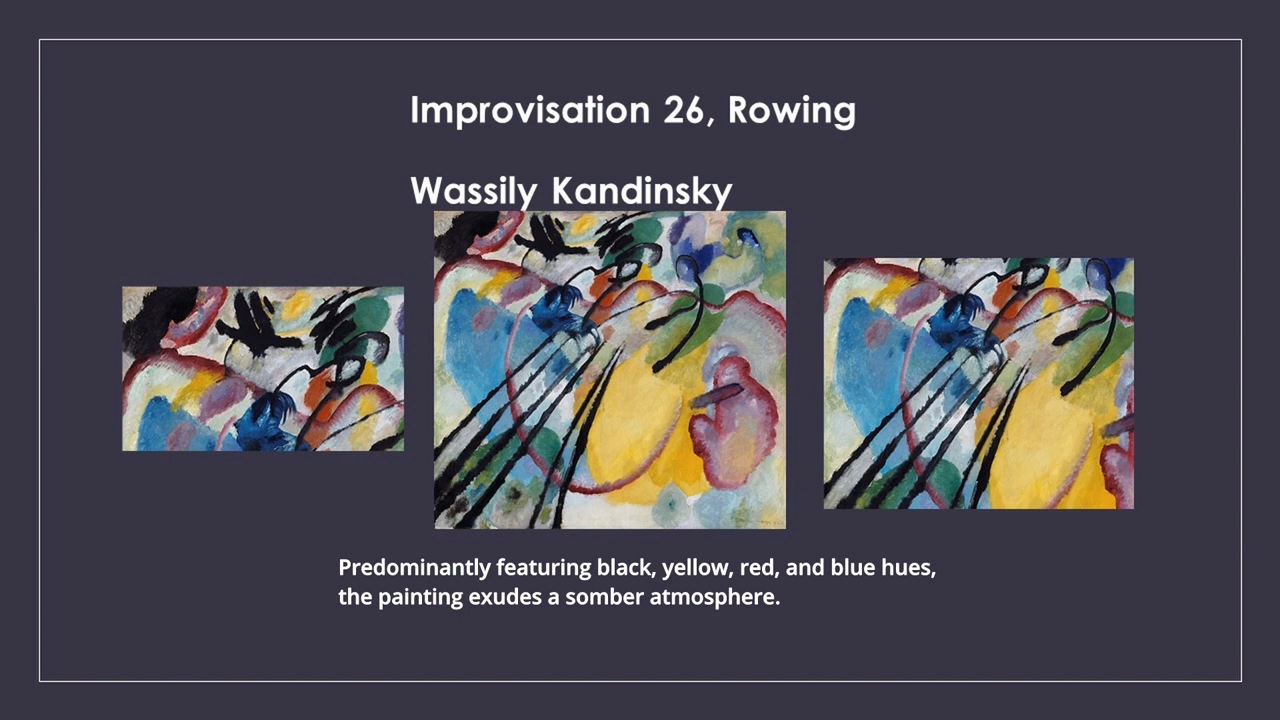 Improvisation 26, Rowing
Wassily Kandinsky
Predominantly featuring black, yellow, red, and blue hues,
the painting exudes a somber atmosphere.